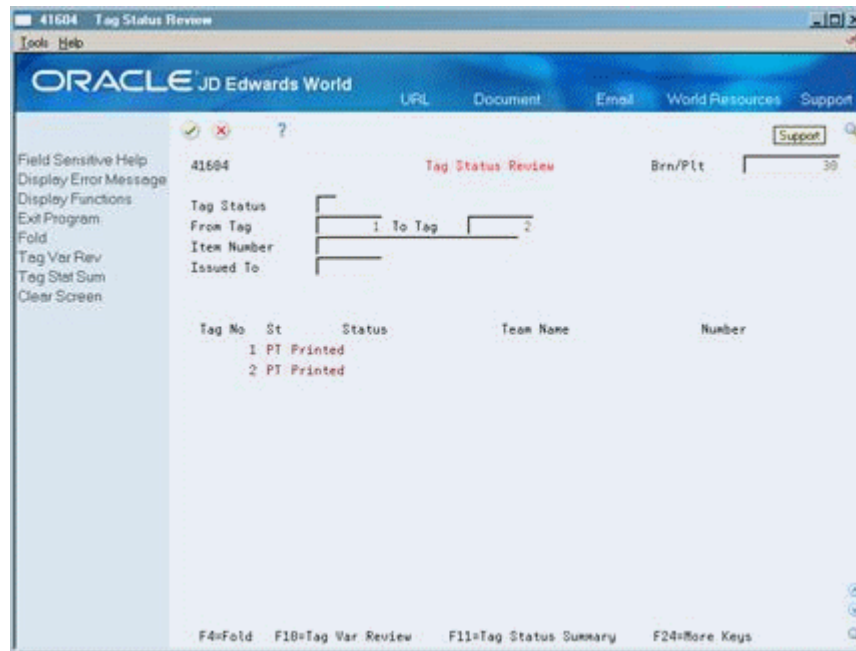 41604 Tag Status Review
Tools Help
ORACLE JD Edwards World
URL Document Email World Resources Support
Support
Field Sensitive Help
Display Error Message
Display Functions
Exit Program
Fold
Tag Var Rev
Tag Stat Sum
Clear Screen
41604 Tag Status Review Brn/Plt 30
Tag Status
From Tag 1 To Tag 2
Item Number
Issued To
Tag No St Status Team Name Number
1 PT Printed
2 PT Printed
F4=Fold F10=Tag Var Review F11=Tag Status Summary F24=More Keys